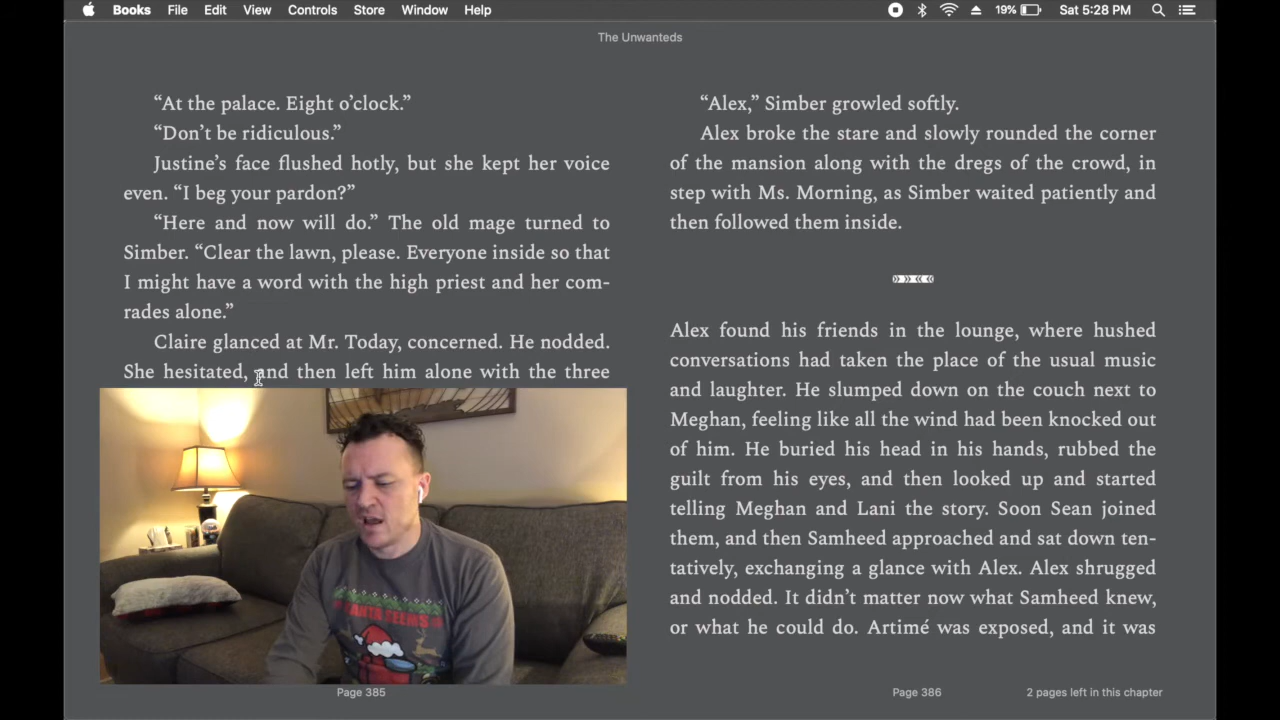 Books File Edit View Controls Store Window Help 19% Sat 5:28 PM
The Unwanteds
“At the palace. Eight o’clock.”
“Don’t be ridiculous.”
Justine’s face flushed hotly, but she kept her voice
even. “I beg your pardon?”
“Here and now will do.” The old mage turned to
Simber. “Clear the lawn, please. Everyone inside so that
I might have a word with the high priest and her com-
rades alone.”
Claire glanced at Mr. Today, concerned. He nodded.
She hesitated, and then left him alone with the three
SANTA SEEMS
Page 385
“Alex,” Simber growled softly.
Alex broke the stare and slowly rounded the corner
of the mansion along with the dregs of the crowd, in
step with Ms. Morning, as Simber waited patiently and
then followed them inside.
Alex found his friends in the lounge, where hushed
conversations had taken the place of the usual music
and laughter. He slumped down on the couch next to
Meghan, feeling like all the wind had been knocked out
of him. He buried his head in his hands, rubbed the
guilt from his eyes, and then looked up and started
telling Meghan and Lani the story. Soon Sean joined
them, and then Samheed approached and sat down ten-
tatively, exchanging a glance with Alex. Alex shrugged
and nodded. It didn’t matter now what Samheed knew,
or what he could do. Artimé was exposed, and it was
Page 386
2 pages left in this chapter